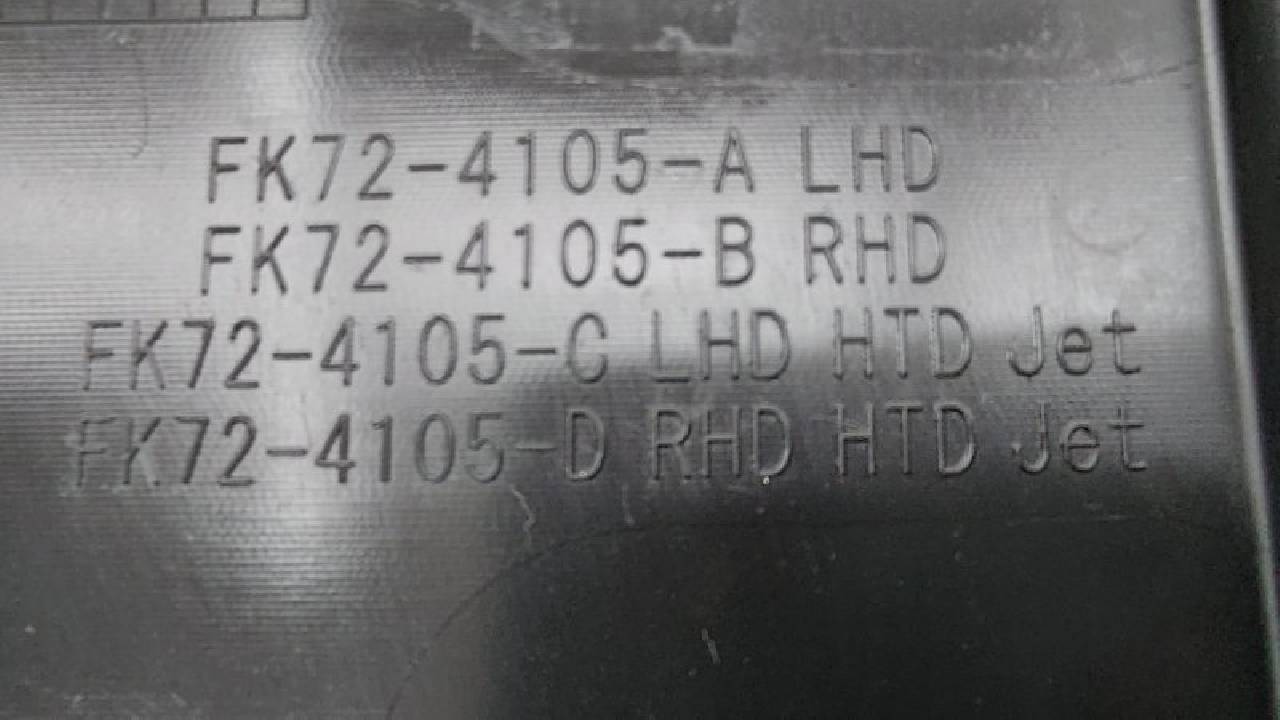 FK72-4105-A LHD
FK72-4105-B RHD
FK72-4105-C LHD HTD Jet
FK72-4105-D RHD HTD Jet